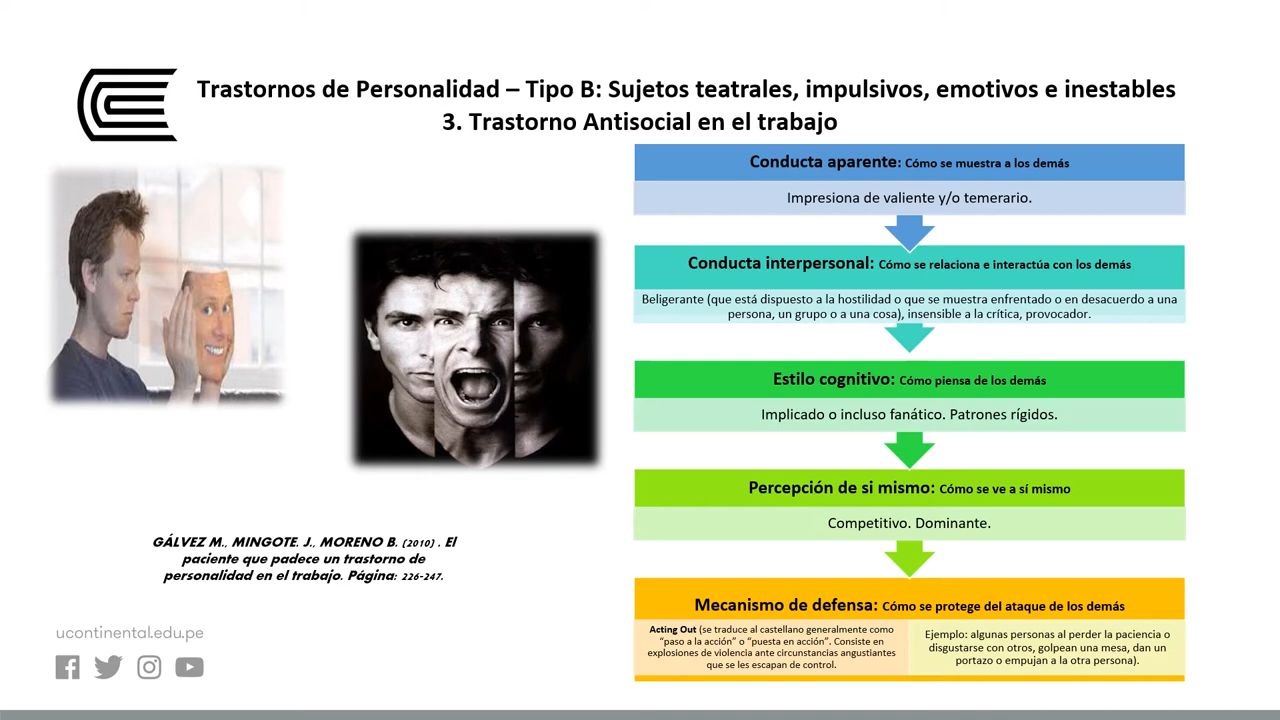 Trastornos de Personalidad – Tipo B: Sujetos teatrales, impulsivos, emotivos e inestables
3. Trastorno Antisocial en el trabajo
Conducta aparente: Cómo se muestra a los demás
Impresiona de valiente y/o temerario.
Conducta interpersonal: Cómo se relaciona e interactúa con los demás
Beligerante (que está dispuesto a la hostilidad o que se muestra enfrentado o en desacuerdo a una
persona, un grupo o a una cosa), insensible a la crítica, provocador.
Estilo cognitivo: Cómo piensa de los demás
Implicado o incluso fanático. Patrones rígidos.
Percepción de si mismo: Cómo se ve a sí mismo
Competitivo. Dominante.
Mecanismo de defensa: Cómo se protege del ataque de los demás
Acting Out (se traduce al castellano generalmente como
“paso a la acción” o “puesta en acción”. Consiste en
explosiones de violencia ante circunstancias angustiantes
que se les escapan de control.
Ejemplo: algunas personas al perder la paciencia o
disgustarse con otros, golpean una mesa, dan un
portazo o empujan a la otra persona).
GÁLVEZ M., MINGOTE. J., MORENO B. (2010) . El
paciente que padece un trastorno de
personalidad en el trabajo. Página: 226-247.
ucontinental.edu.pe